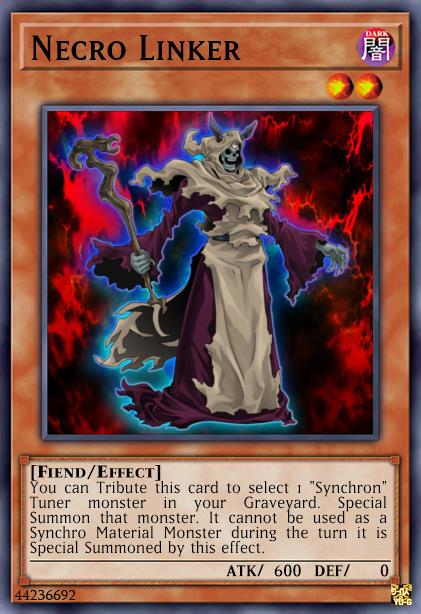 Necro Linker
DARK
闇
[Fiend/Effect]
You can Tribute this card to select 1 "Synchron"
Tuner monster in your Graveyard. Special
Summon that monster. It cannot be used as a
Synchro Material Monster during the turn it is
Special Summoned by this effect.
ATK/ 600 DEF/ 0
44236692